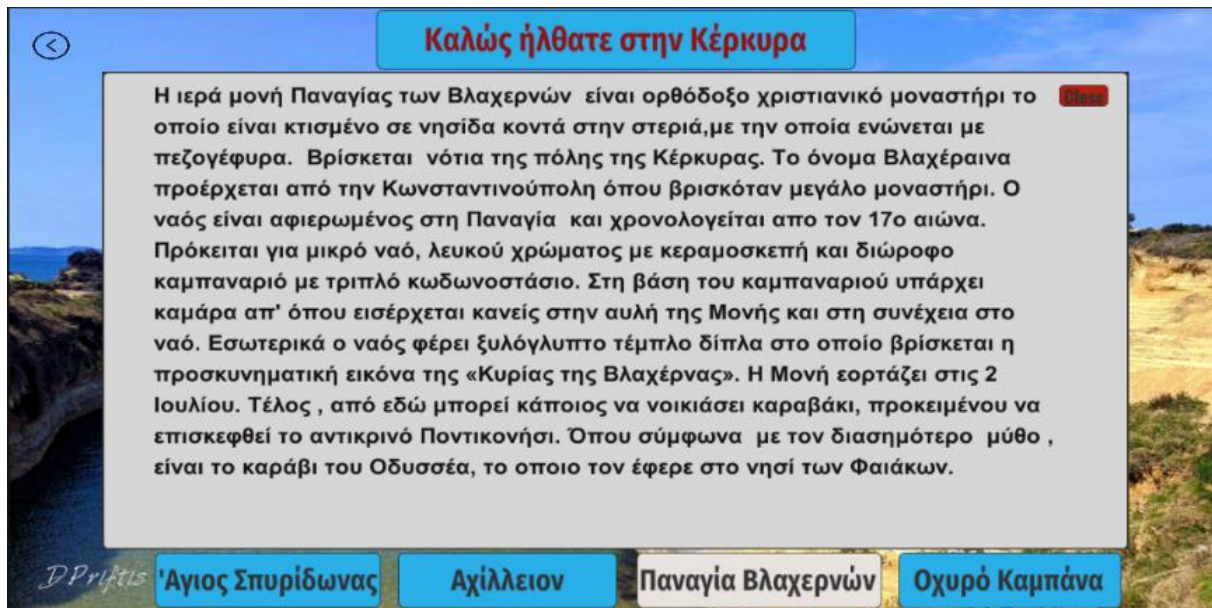 Καλώς ήλθατε στην Κέρκυρα
Η ιερά μονή Παναγίας των Βλαχερνών είναι ορθόδοξο χριστιανικό μοναστήρι το
Close
οποίο είναι κτισμένο σε νησίδα κοντά στην στεριά,με την οποία ενώνεται με
πεζογέφυρα. Βρίσκεται νότια της πόλης της Κέρκυρας. Το όνομα Βλαχέραινα
προέρχεται από την Κωνσταντινούπολη όπου βρισκόταν μεγάλο μοναστήρι. Ο
ναός είναι αφιερωμένος στη Παναγία και χρονολογείται απο τον 17ο αιώνα.
Πρόκειται για μικρό ναό, λευκού χρώματος με κεραμοσκεπή και διώροφο
καμπαναριό με τριπλό κωδωνοστάσιο. Στη βάση του καμπαναριού υπάρχει
καμάρα απ' όπου εισέρχεται κανείς στην αυλή της Μονής και στη συνέχεια στο
ναό. Εσωτερικά ο ναός φέρει ξυλόγλυπτο τέμπλο δίπλα στο οποίο βρίσκεται η
προσκυνηματική εικόνα της «Κυρίας της Βλαχέρνας». Η Μονή εορτάζει στις 2
Ιουλίου. Τέλος , από εδώ μπορεί κάποιος να νοικιάσει καραβάκι, προκειμένου να
επισκεφθεί το αντικρινό Ποντικονήσι. Όπου σύμφωνα με τον διασημότερο μύθο ,
είναι το καράβι του Οδυσσέα, το οποιο τον έφερε στο νησί των Φαιάκων.
DPriftis
'Άγιος Σπυρίδωνας
Αχίλλειον
Παναγία Βλαχερνών
Οχυρό Καμπάνα